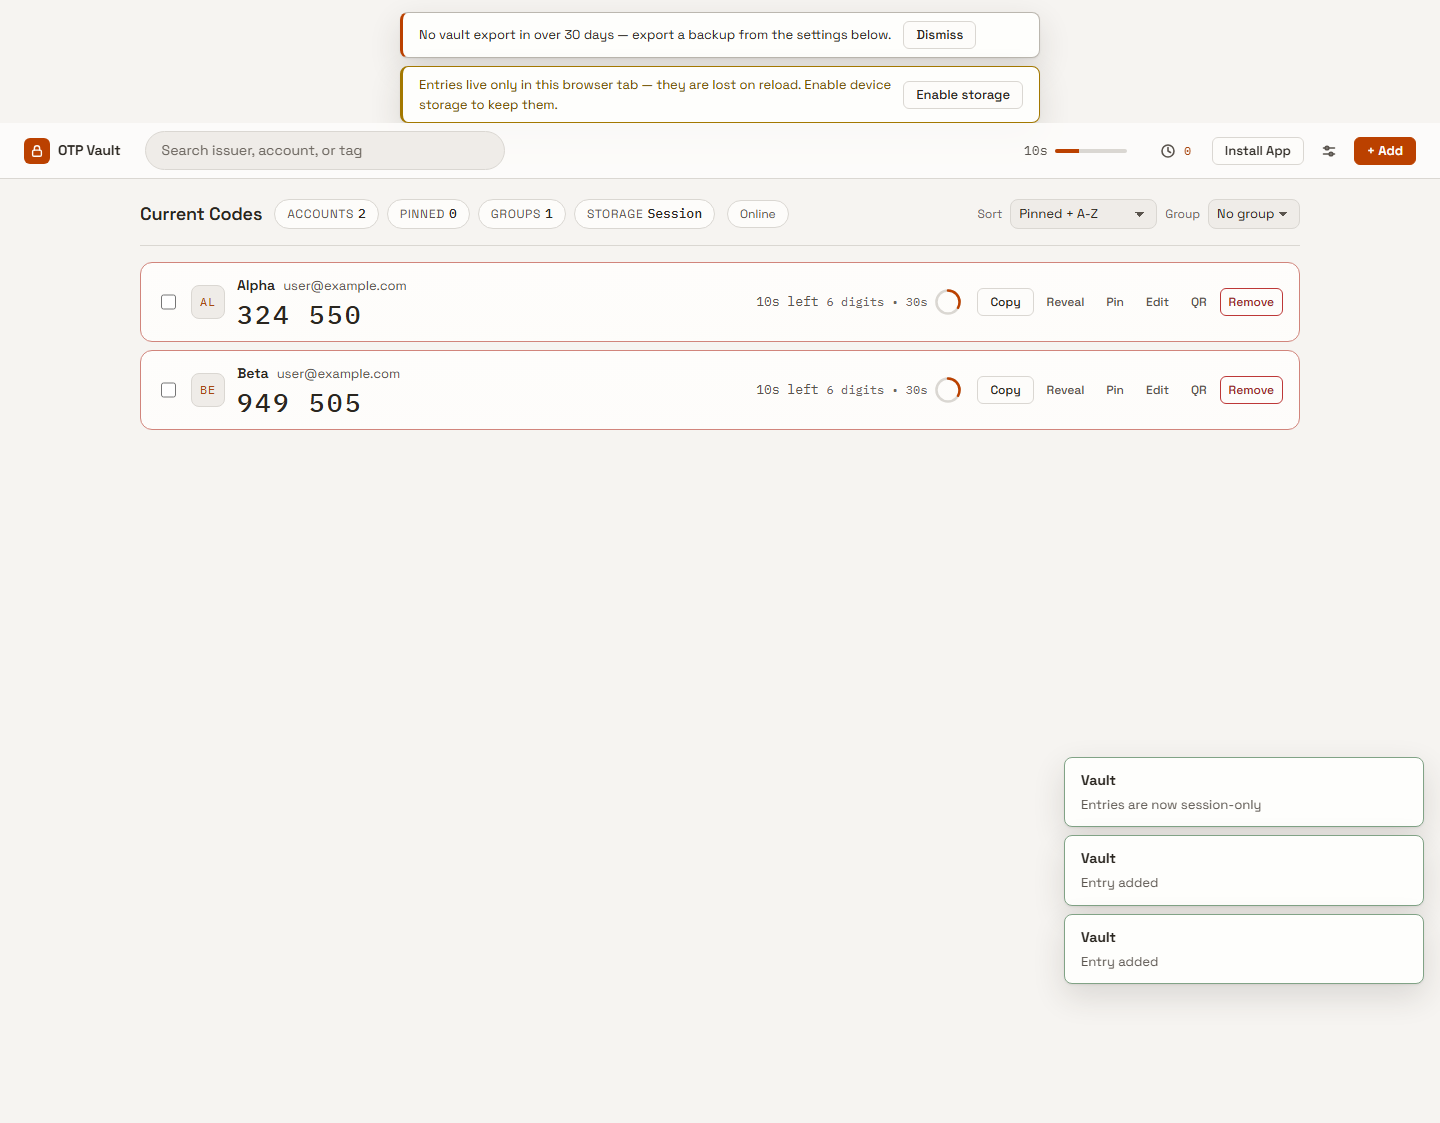 No vault export in over 30 days — export a backup from the settings below. Dismiss
Entries live only in this browser tab — they are lost on reload. Enable device
storage to keep them.
Enable storage
OTP Vault
Search issuer, account, or tag
10s
0
Install App
+ Add
Current Codes
ACCOUNTS 2
PINNED 0
GROUPS 1
STORAGE Session
Online
Sort
Pinned + A-Z
Group
No group
AL
Alpha user@example.com
324 550
10s left 6 digits • 30s
Copy
Reveal
Pin
Edit
QR
Remove
BE
Beta user@example.com
949 505
10s left 6 digits • 30s
Copy
Reveal
Pin
Edit
QR
Remove
Vault
Entries are now session-only
Vault
Entry added
Vault
Entry added